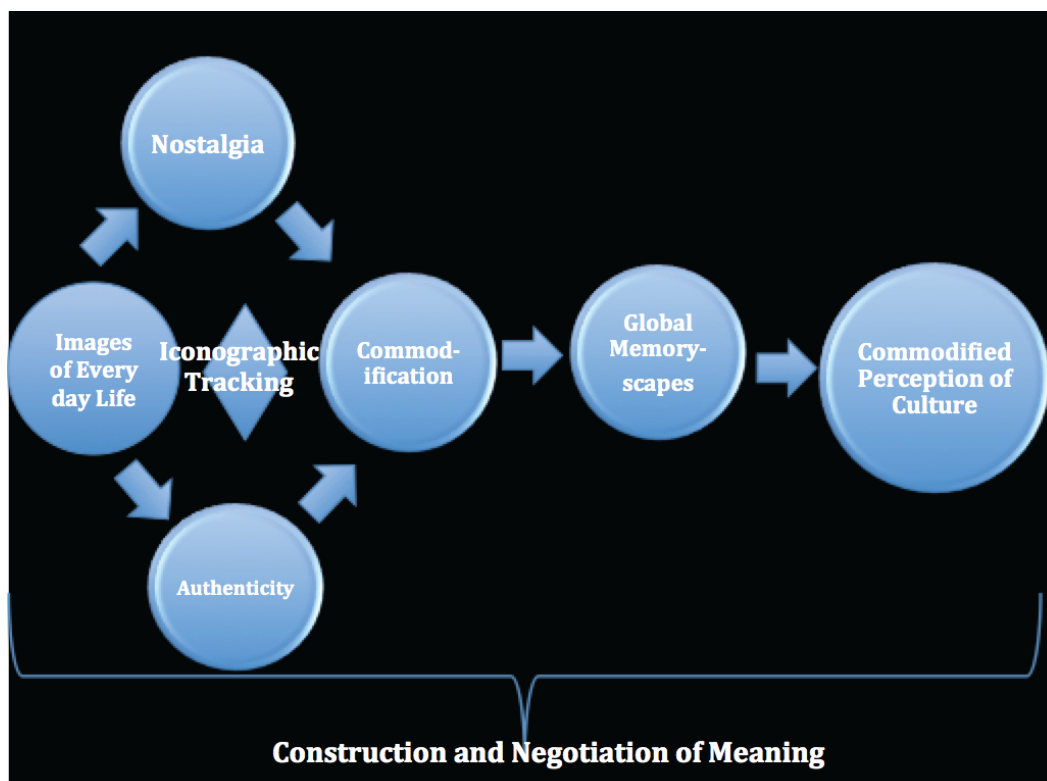 Nostalgia
Images
of Every
day Life
Iconographic
Tracking
Commod-
ification
Global
Memory-
scapes
Commodified
Perception of
Culture
Authenticity
Construction and Negotiation of Meaning